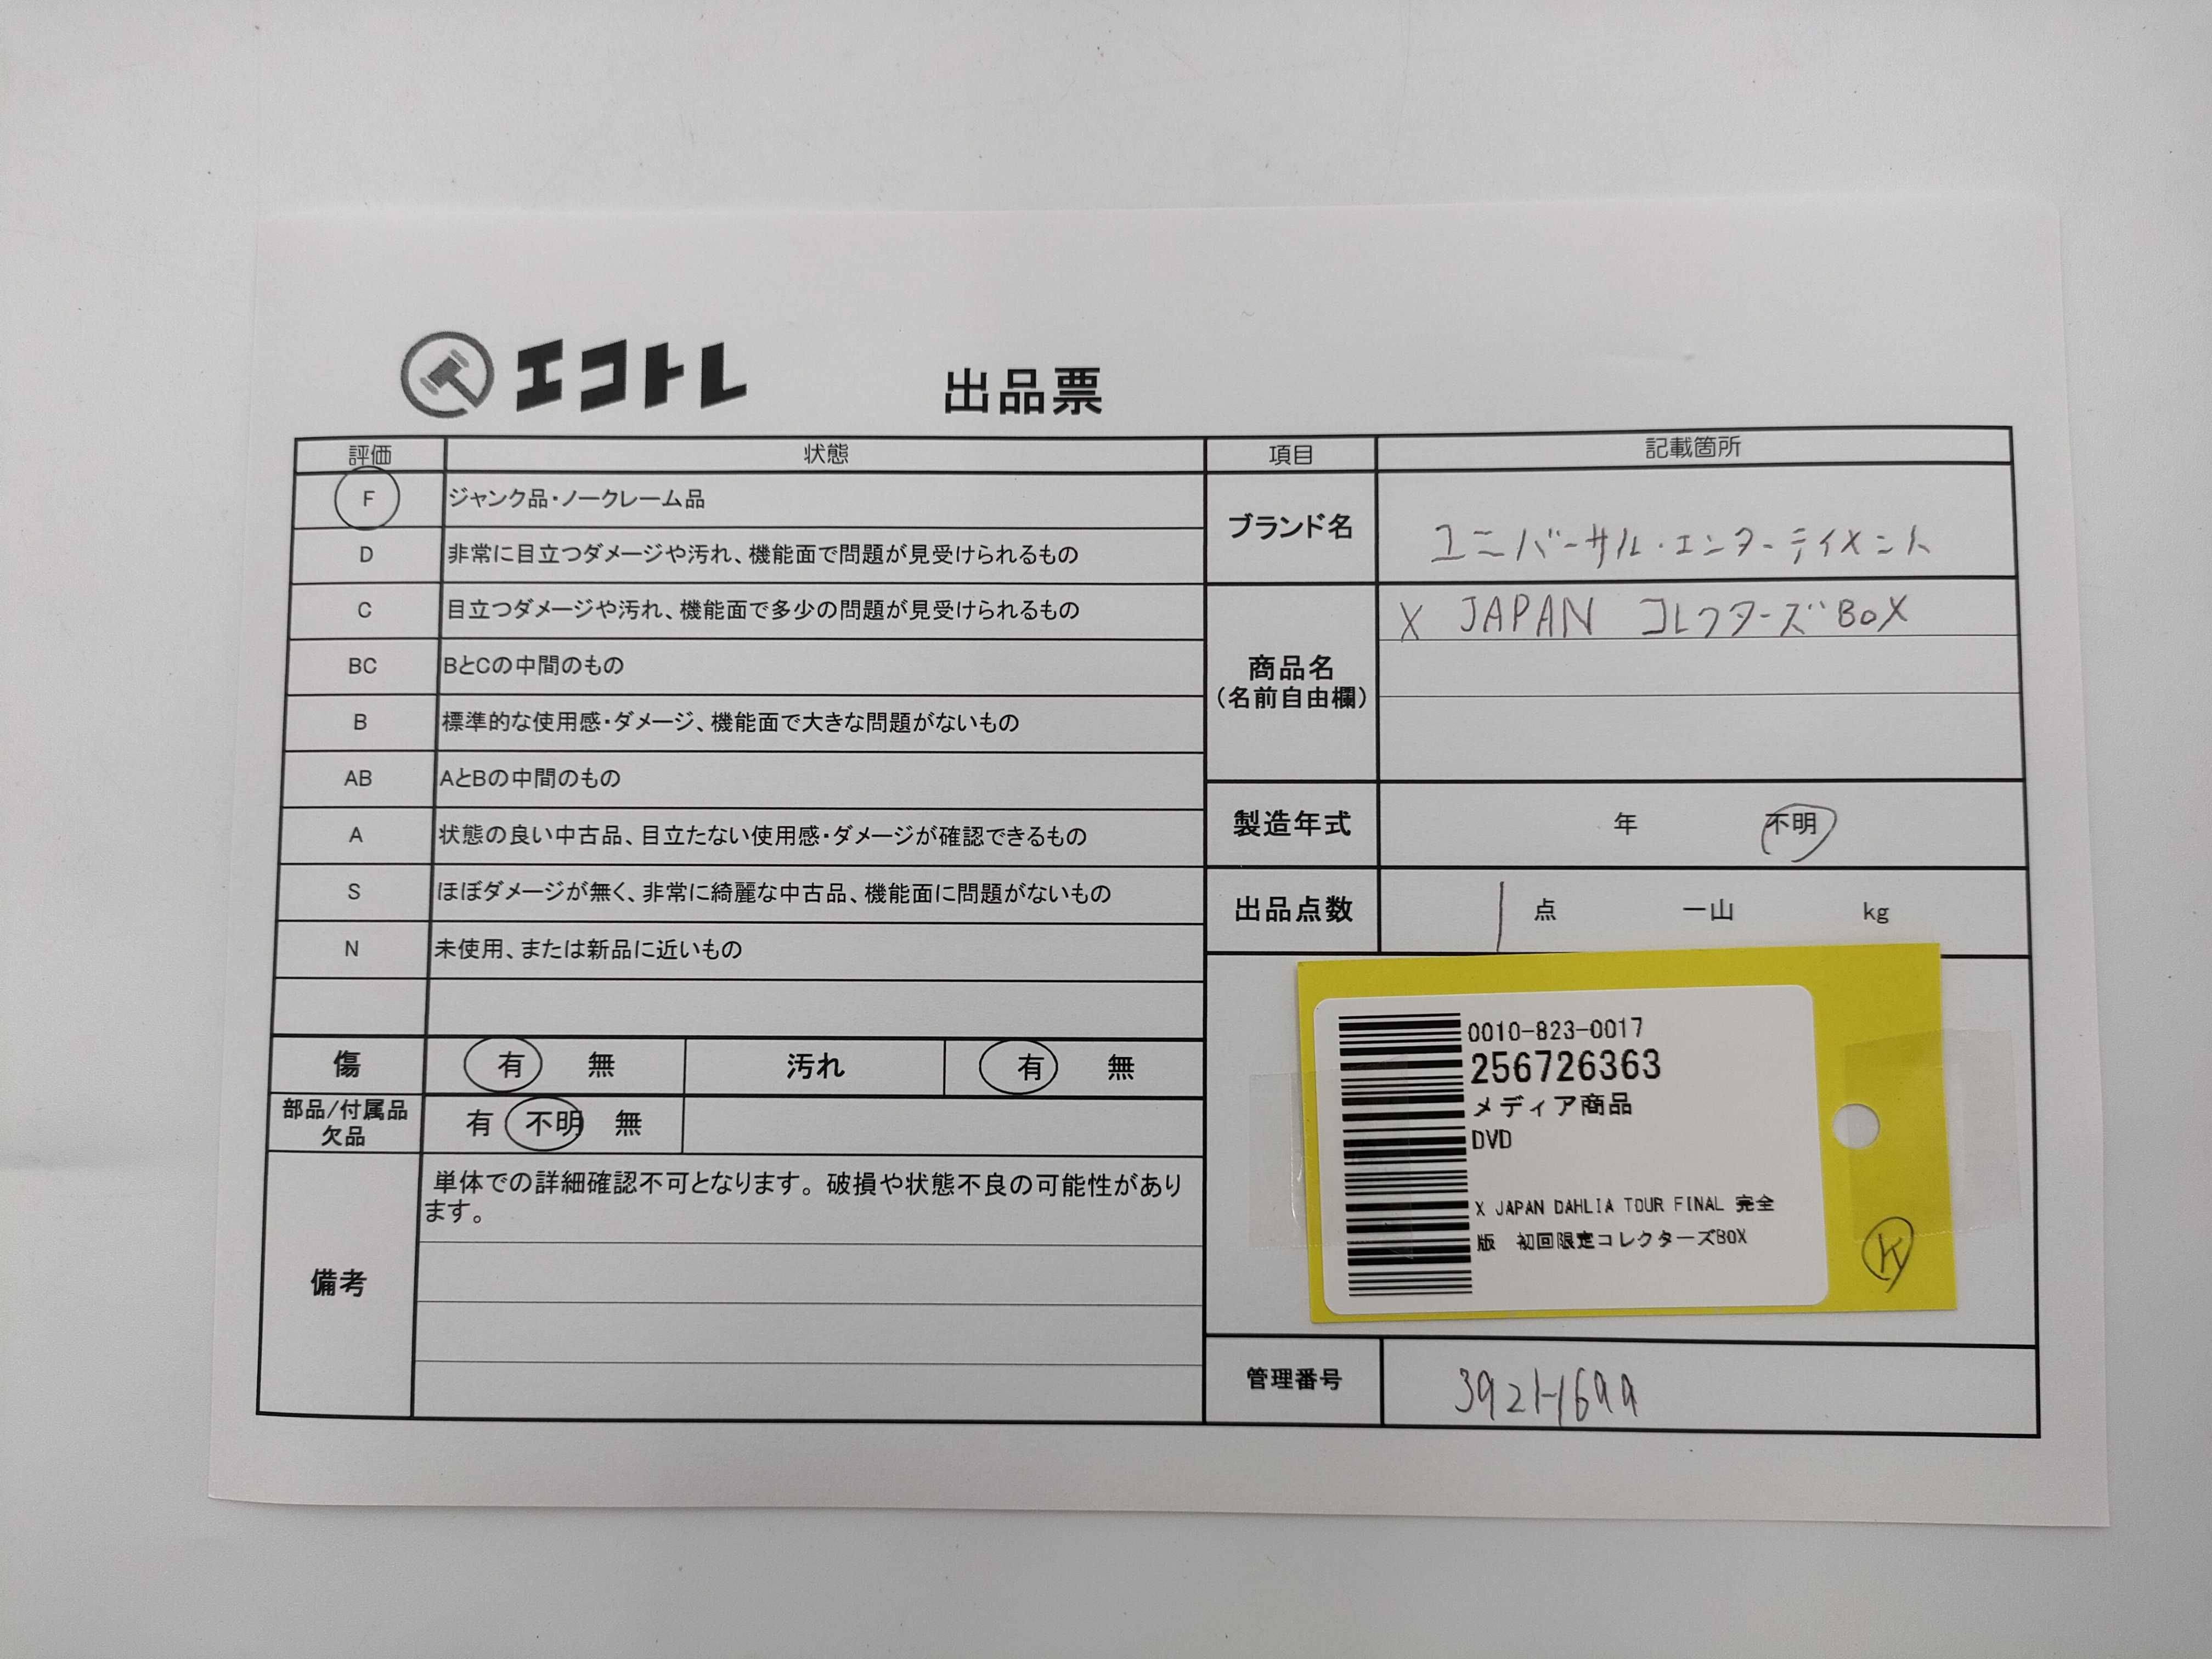 エコトレ
出品票
評価 状態
F ジャンク品・ノークレーム品
D 非常に目立つダメージや汚れ、機能面で問題が見受けられるもの
C 目立つダメージや汚れ、機能面で多少の問題が見受けられるもの
BC BとCの中間のもの
B 標準的な使用感・ダメージ、機能面で大きな問題がないもの
AB AとBの中間のもの
A 状態の良い中古品、目立たない使用感・ダメージが確認できるもの
S ほぼダメージが無く、非常に綺麗な中古品、機能面に問題がないもの
N 未使用、または新品に近いもの
傷 有 無 汚れ 有 無
部品/付属品
欠品
有 不明 無
備考
単体での詳細確認不可となります。破損や状態不良の可能性があり
ます。
項目 記載箇所
ブランド名 ユニバーサル・エンターテイメント
商品名
(名前自由欄)
X JAPAN コレクターズBOX
製造年式 年 不明
出品点数 1 点 一山 kg
0010-823-0017
256726363
メディア商品
DVD
X JAPAN DAHLIA TOUR FINAL 完全
版 初回限定コレクターズBOX
管理番号 3921-1699